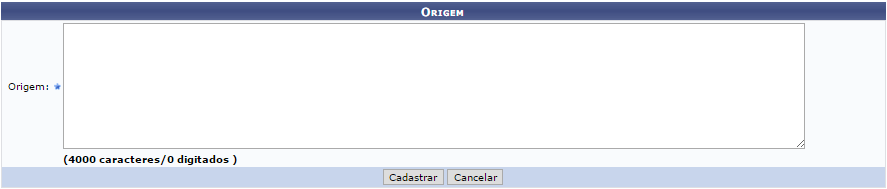 Origem
Origem:
(4000 caracteres/0 digitados )
Cadastrar Cancelar